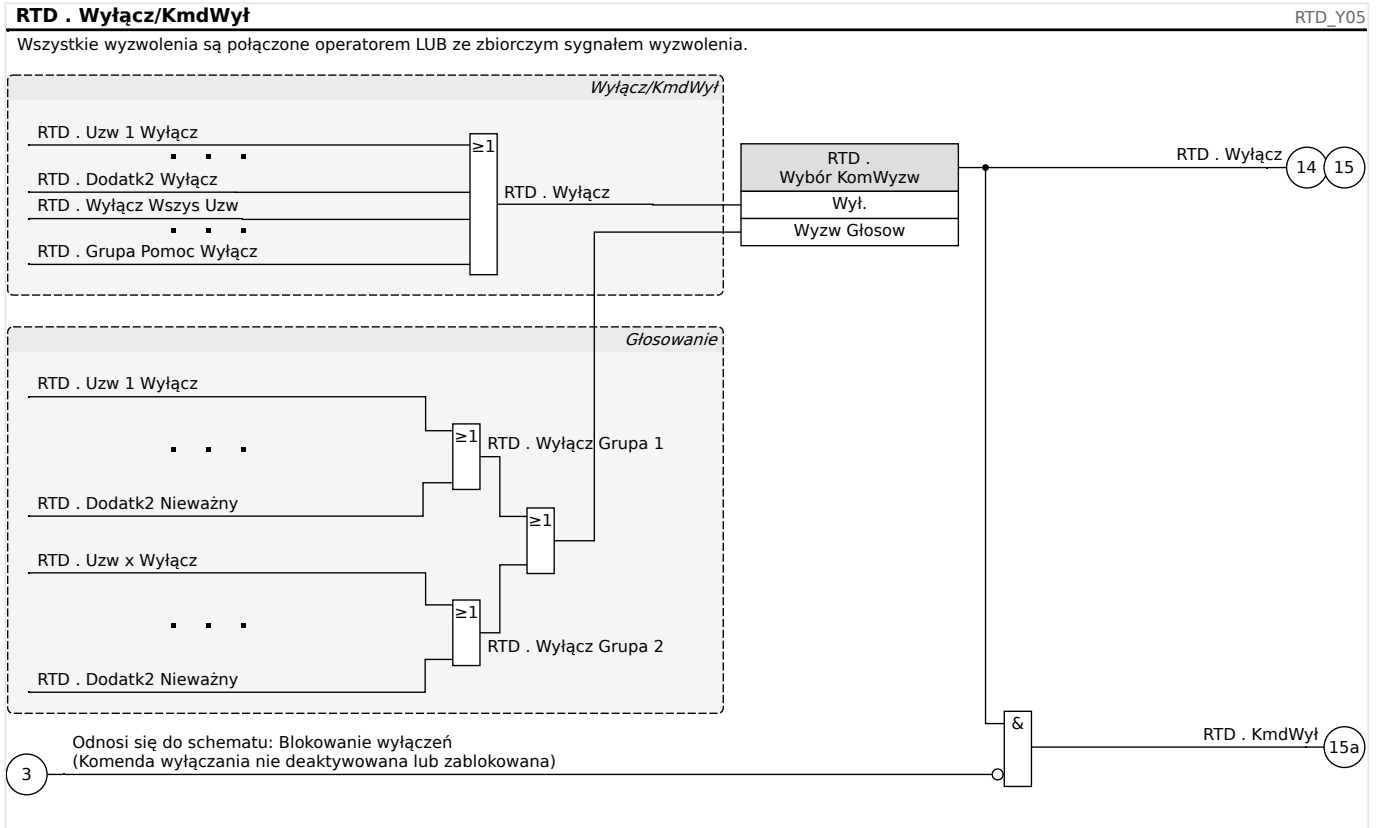 RTD . Wyłącz/KmdWył
RTD_Y05
Wszystkie wyzwolenia są połączone operatorem LUB ze zbiorczym sygnałem wyzwolenia.
Wyłącz/KmdWył
RTD . Uzw 1 Wyłącz
≥1
RTD . Dodatk2 Wyłącz
RTD . Wyłącz Wszys Uzw
RTD . Grupa Pomoc Wyłącz
RTD . Wyłącz
RTD .
Wybór KomWyzw
Wył.
Wyzw Głosow
RTD . Wyłącz
14
15
Głosowanie
RTD . Uzw 1 Wyłącz
≥1
RTD . Wyłącz Grupa 1
RTD . Dodatk2 Nieważny
≥1
RTD . Uzw x Wyłącz
≥1
RTD . Wyłącz Grupa 2
RTD . Dodatk2 Nieważny
3
Odnosi się do schematu: Blokowanie wyłączeń
(Komenda wyłączania nie deaktywowana lub zablokowana)
&
RTD . KmdWył
15a